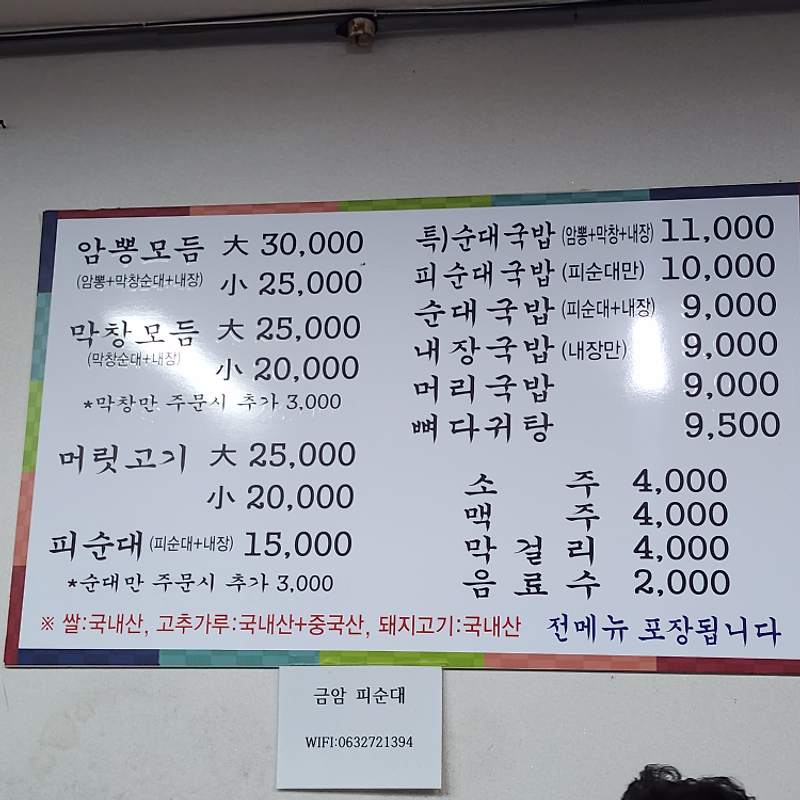 암뽕모듬 大 30,000
(암뽕+막창순대+내장) 小 25,000
막창모듬 大 25,000
(막창순대+내장) 小 20,000
*막창만 주문시 추가 3,000
머릿고기 大 25,000
小 20,000
피순대 (피순대+내장) 15,000
*순대만 주문시 추가 3,000
특)순대국밥 (암뽕+막창+내장) 11,000
피순대국밥 (피순대만) 10,000
순대국밥 (피순대+내장) 9,000
내장국밥 (내장만) 9,000
머리국밥 9,000
뼈다귀탕 9,500
소주 4,000
맥주 4,000
막걸리 4,000
음료수 2,000
※ 쌀:국내산, 고추가루:국내산+중국산, 돼지고기:국내산 전메뉴 포장됩니다
금암 피순대
WIFI:0632721394